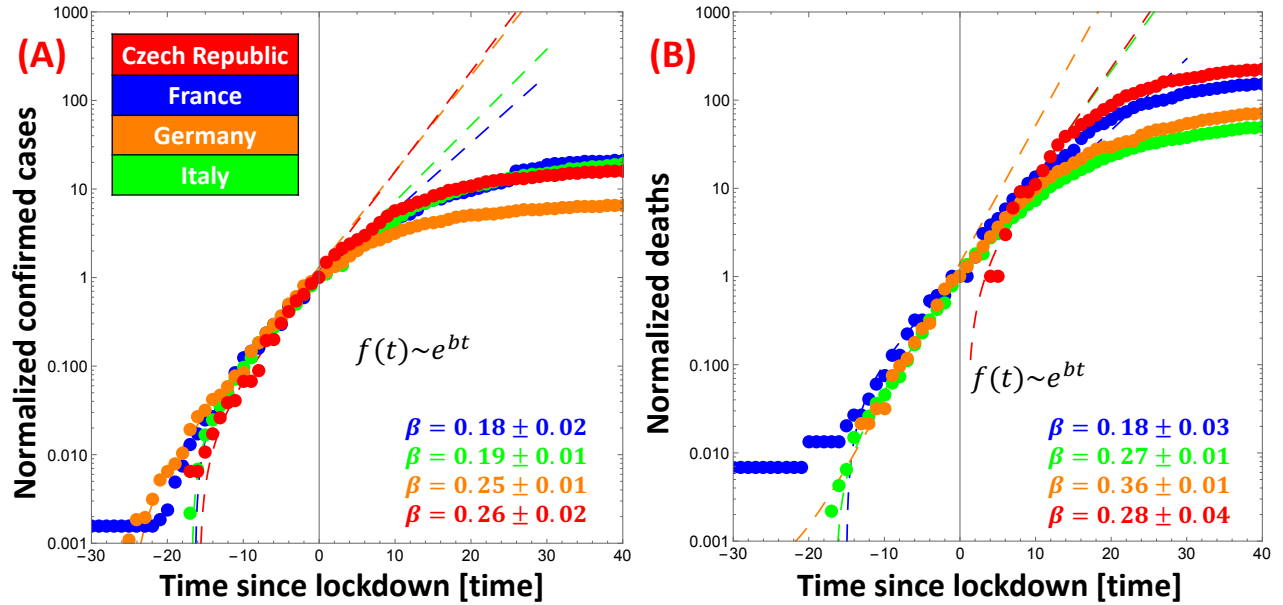 (A)
Czech Republic
France
Germany
Italy
Normalized confirmed cases
1000
100
10
1
0.100
0.010
0.001
f(t)~e^{bt}
β = 0.18 ± 0.02
β = 0.19 ± 0.01
β = 0.25 ± 0.01
β = 0.26 ± 0.02
−30 −20 −10 0 10 20 30 40
Time since lockdown [time]
(B)
Normalized deaths
1000
100
10
1
0.100
0.010
0.001
f(t)~e^{bt}
β = 0.18 ± 0.03
β = 0.27 ± 0.01
β = 0.36 ± 0.01
β = 0.28 ± 0.04
−30 −20 −10 0 10 20 30 40
Time since lockdown [time]